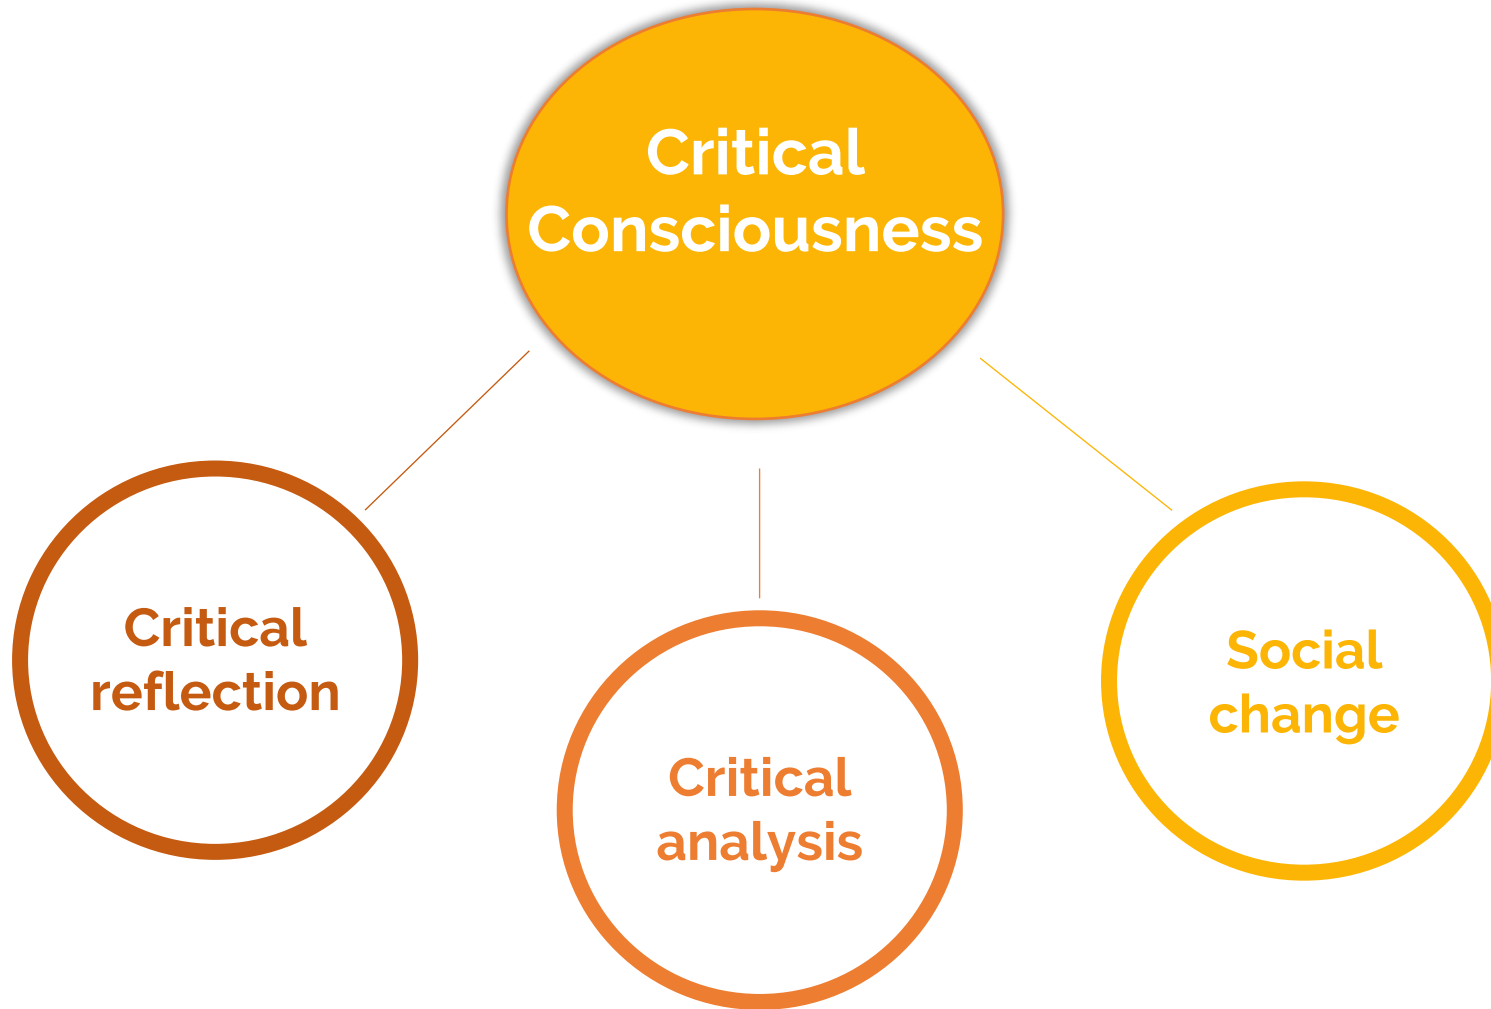 Critical
Consciousness
Critical
reflection
Critical
analysis
Social
change